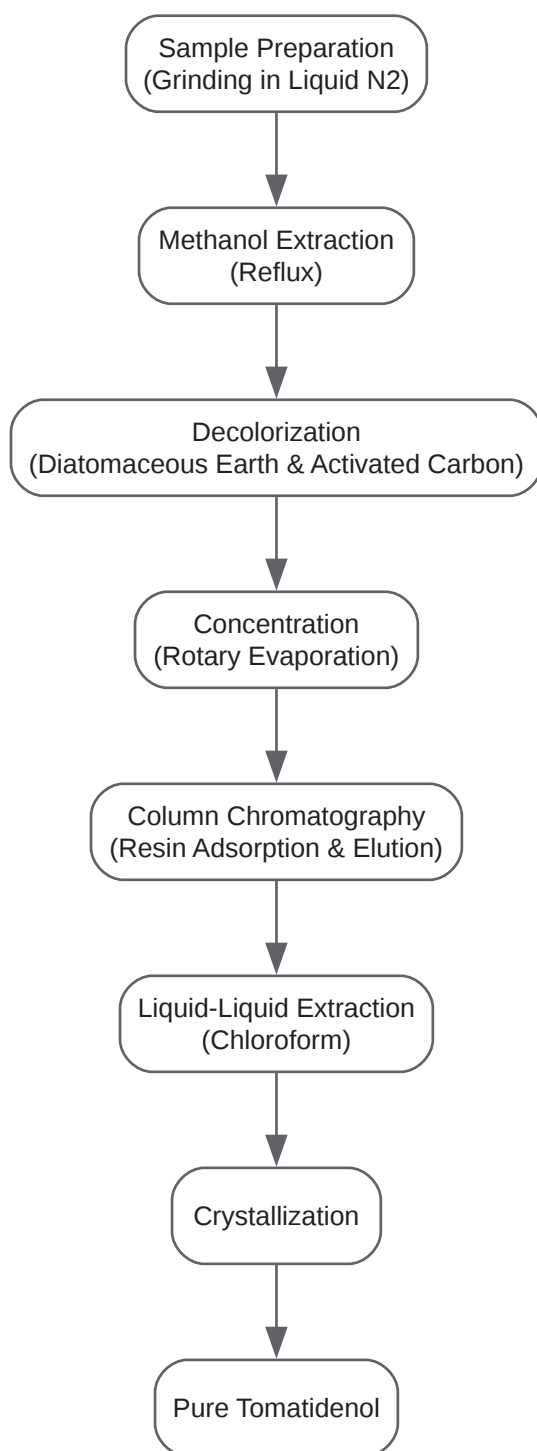 Sample Preparation
(Grinding in Liquid N2)
Methanol Extraction
(Reflux)
Decolorization
(Diatomaceous Earth & Activated Carbon)
Concentration
(Rotary Evaporation)
Column Chromatography
(Resin Adsorption & Elution)
Liquid-Liquid Extraction
(Chloroform)
Crystallization
Pure Tomatidenol